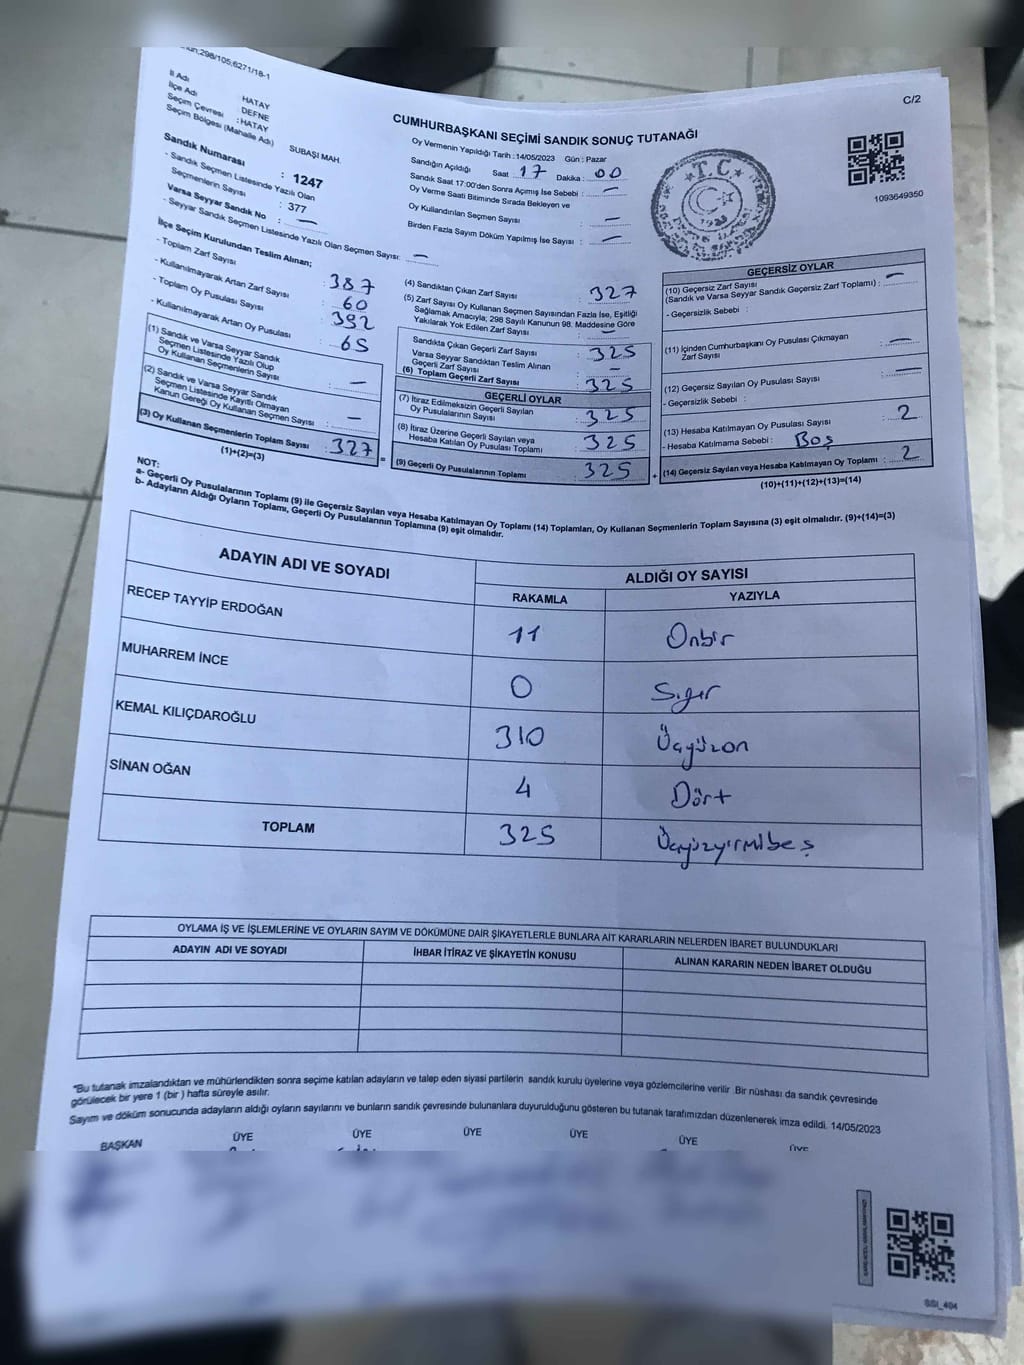 298/105;6271/18-1
C/2
İl Adı HATAY
İlçe Adı DEFNE
Seçim Çevresi : HATAY
Seçim Bölgesi (Mahalle Adı) SUBAŞI MAH.
Sandık Numarası : 1247
- Sandık Seçmen Listesinde Yazılı Olan
Seçmenlerin Sayısı : 377
Varsa Seyyar Sandık No : —
- Seyyar Sandık Seçmen Listesinde Yazılı Olan Seçmen Sayısı: —
İlçe Seçim Kurulundan Teslim Alınan;
- Toplam Zarf Sayısı : 387
- Kullanılmayarak Artan Zarf Sayısı : 60
- Toplam Oy Pusulası Sayısı : 392
- Kullanılmayarak Artan Oy Pusulası : 65
(1) Sandık ve Varsa Seyyar Sandık
Seçmen Listesinde Yazılı Olup
Oy Kullanan Seçmenlerin Sayısı : —
(2) Sandık ve Varsa Seyyar Sandık
Seçmen Listesinde Kayıtlı Olmayan
Kanun Gereği Oy Kullanan Seçmen Sayısı : —
(3) Oy Kullanan Seçmenlerin Toplam Sayısı : 327
(1)+(2)=(3)
=
CUMHURBAŞKANI SEÇİMİ SANDIK SONUÇ TUTANAĞI
Oy Vermenin Yapıldığı Tarih : 14/05/2023 Gün : Pazar
Sandığın Açıldığı Saat 17 Dakika : 00
Sandık Saat 17:00'den Sonra Açımış İse Sebebi : —
Oy Verme Saati Bitiminde Sırada Bekleyen ve
Oy Kullandırılan Seçmen Sayısı : —
Birden Fazla Sayım Döküm Yapılmış İse Sayısı : —
T.C.
1093649350
(4) Sandıktan Çıkan Zarf Sayısı : 327
(5) Zarf Sayısı Oy Kullanan Seçmen Sayısından Fazla İse, Eşitliği
Sağlamak Amacıyla; 298 Sayılı Kanunun 98. Maddesine Göre
Yakılarak Yok Edilen Zarf Sayısı : —
Sandıkta Çıkan Geçerli Zarf Sayısı : 325
Varsa Seyyar Sandıktan Teslim Alınan
Geçerli Zarf Sayısı : —
(6) Toplam Geçerli Zarf Sayısı : 325
GEÇERLİ OYLAR
(7) İtiraz Edilmeksizin Geçerli Sayılan
Oy Pusulalarının Sayısı : 325
(8) İtiraz Üzerine Geçerli Sayılan veya
Hesaba Katılan Oy Pusulası Toplamı : 325
(9) Geçerli Oy Pusulalarının Toplamı : 325
+
GEÇERSİZ OYLAR
(10) Geçersiz Zarf Sayısı
(Sandık ve Varsa Seyyar Sandık Geçersiz Zarf Toplamı) : —
- Geçersizlik Sebebi :
(11) İçinden Cumhurbaşkanı Oy Pusulası Çıkmayan
Zarf Sayısı : —
(12) Geçersiz Sayılan Oy Pusulası Sayısı : —
- Geçersizlik Sebebi :
(13) Hesaba Katılmayan Oy Pusulası Sayısı : 2
- Hesaba Katılmama Sebebi : Boş
(14) Geçersiz Sayılan veya Hesaba Katılmayan Oy Toplamı : 2
(10)+(11)+(12)+(13)=(14)
NOT:
a- Geçerli Oy Pusulalarının Toplamı (9) ile Geçersiz Sayılan veya Hesaba Katılmayan Oy Toplamı (14) Toplamları, Oy Kullanan Seçmenlerin Toplam Sayısına (3) eşit olmalıdır. (9)+(14)=(3)
b- Adayların Aldığı Oyların Toplamı, Geçerli Oy Pusulalarının Toplamına (9) eşit olmalıdır.
ADAYIN ADI VE SOYADI
ALDIĞI OY SAYISI
RAKAMLA YAZIYLA
RECEP TAYYİP ERDOĞAN 11 Onbir
MUHARREM İNCE 0 Sıfır
KEMAL KILIÇDAROĞLU 310 Üçyüzon
SİNAN OĞAN 4 Dört
TOPLAM 325 Üçyüzyirmibeş
OYLAMA İŞ VE İŞLEMLERİNE VE OYLARIN SAYIM VE DÖKÜMÜNE DAİR ŞİKAYETLERLE BUNLARA AİT KARARLARIN NELERDEN İBARET BULUNDUKLARI
ADAYIN ADI VE SOYADI İHBAR İTİRAZ VE ŞİKAYETİN KONUSU ALINAN KARARIN NEDEN İBARET OLDUĞU
*Bu tutanak imzalandıktan ve mühürlendikten sonra seçime katılan adayların ve talep eden siyasi partilerin sandık kurulu üyelerine veya gözlemcilerine verilir. Bir nüshası da sandık çevresinde
görülecek bir yere 1 (bir) hafta süreyle asılır.
Sayım ve döküm sonucunda adayların aldığı oyların sayılarını ve bunların sandık çevresinde bulunanlara duyurulduğunu gösteren bu tutanak tarafımızdan düzenlenerek imza edildi. 14/05/2023
BAŞKAN ÜYE ÜYE ÜYE ÜYE ÜYE ÜYE
SSI_404